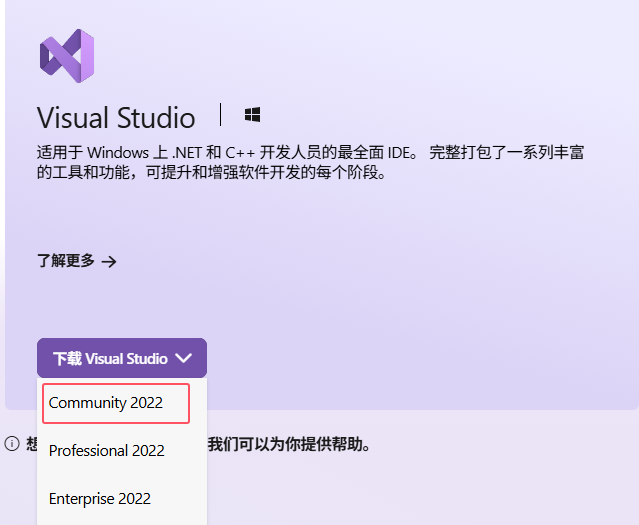 Visual Studio
适用于 Windows 上 .NET 和 C++ 开发人员的最全面 IDE。 完整打包了一系列丰富
的工具和功能，可提升和增强软件开发的每个阶段。
了解更多 →
下载 Visual Studio
Community 2022
想 我们可以为你提供帮助。
Professional 2022
Enterprise 2022